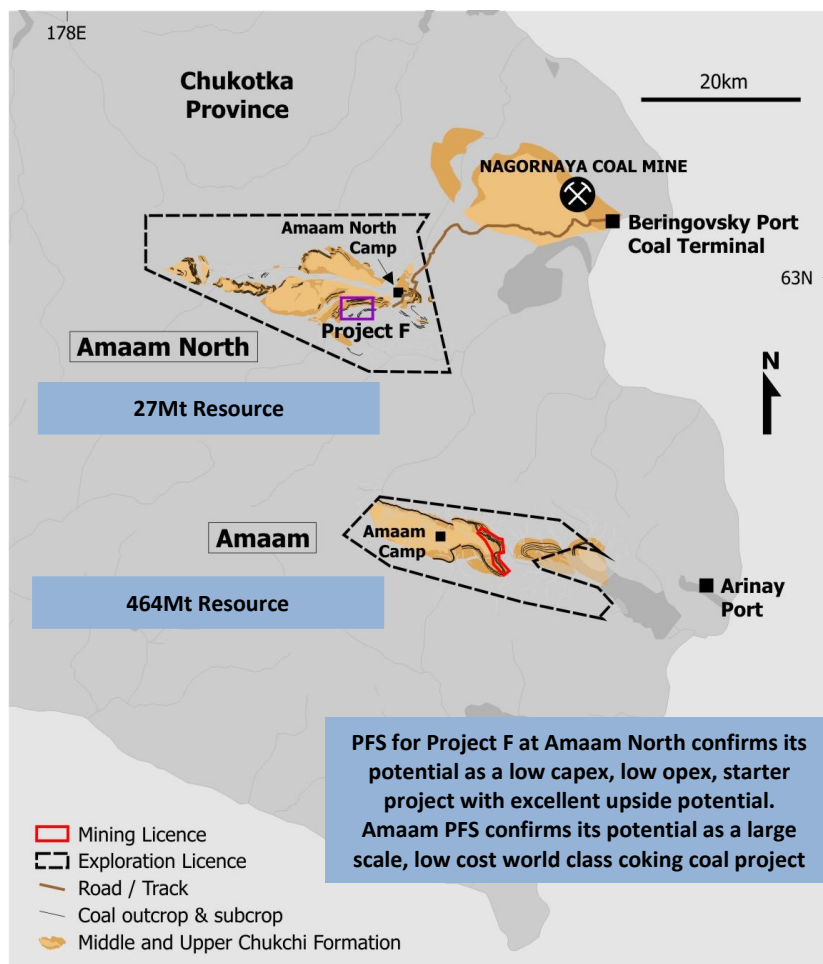 178E
Chukotka
Province
20km
NAGORNAYA COAL MINE
Beringovsky Port
Coal Terminal
Amaam North
Camp
63N
Project F
Amaam North
N
27Mt Resource
Amaam
Amaam
Camp
464Mt Resource
Arinay
Port
PFS for Project F at Amaam North confirms its
potential as a low capex, low opex, starter
project with excellent upside potential.
Amaam PFS confirms its potential as a large
scale, low cost world class coking coal project
Mining Licence
Exploration Licence
Road / Track
Coal outcrop & subcrop
Middle and Upper Chukchi Formation